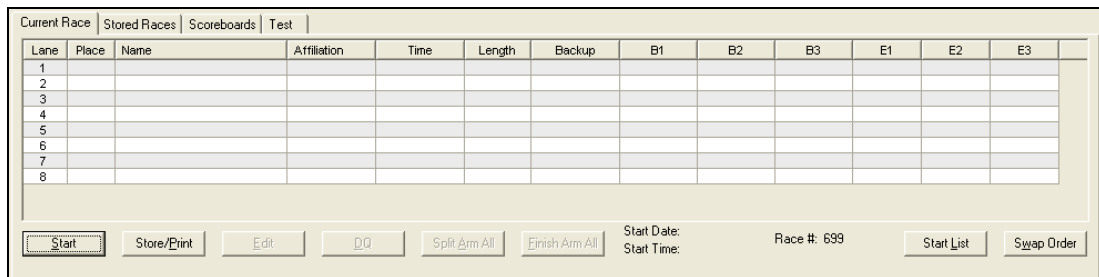 Current Race Stored Races Scoreboards Test
Lane Place Name Affiliation Time Length Backup B1 B2 B3 E1 E2 E3
1
2
3
4
5
6
7
8
Start Store/Print Edit DQ Split Arm All Finish Arm All Start Date: Race #: 699 Start List Swap Order
Start Time: